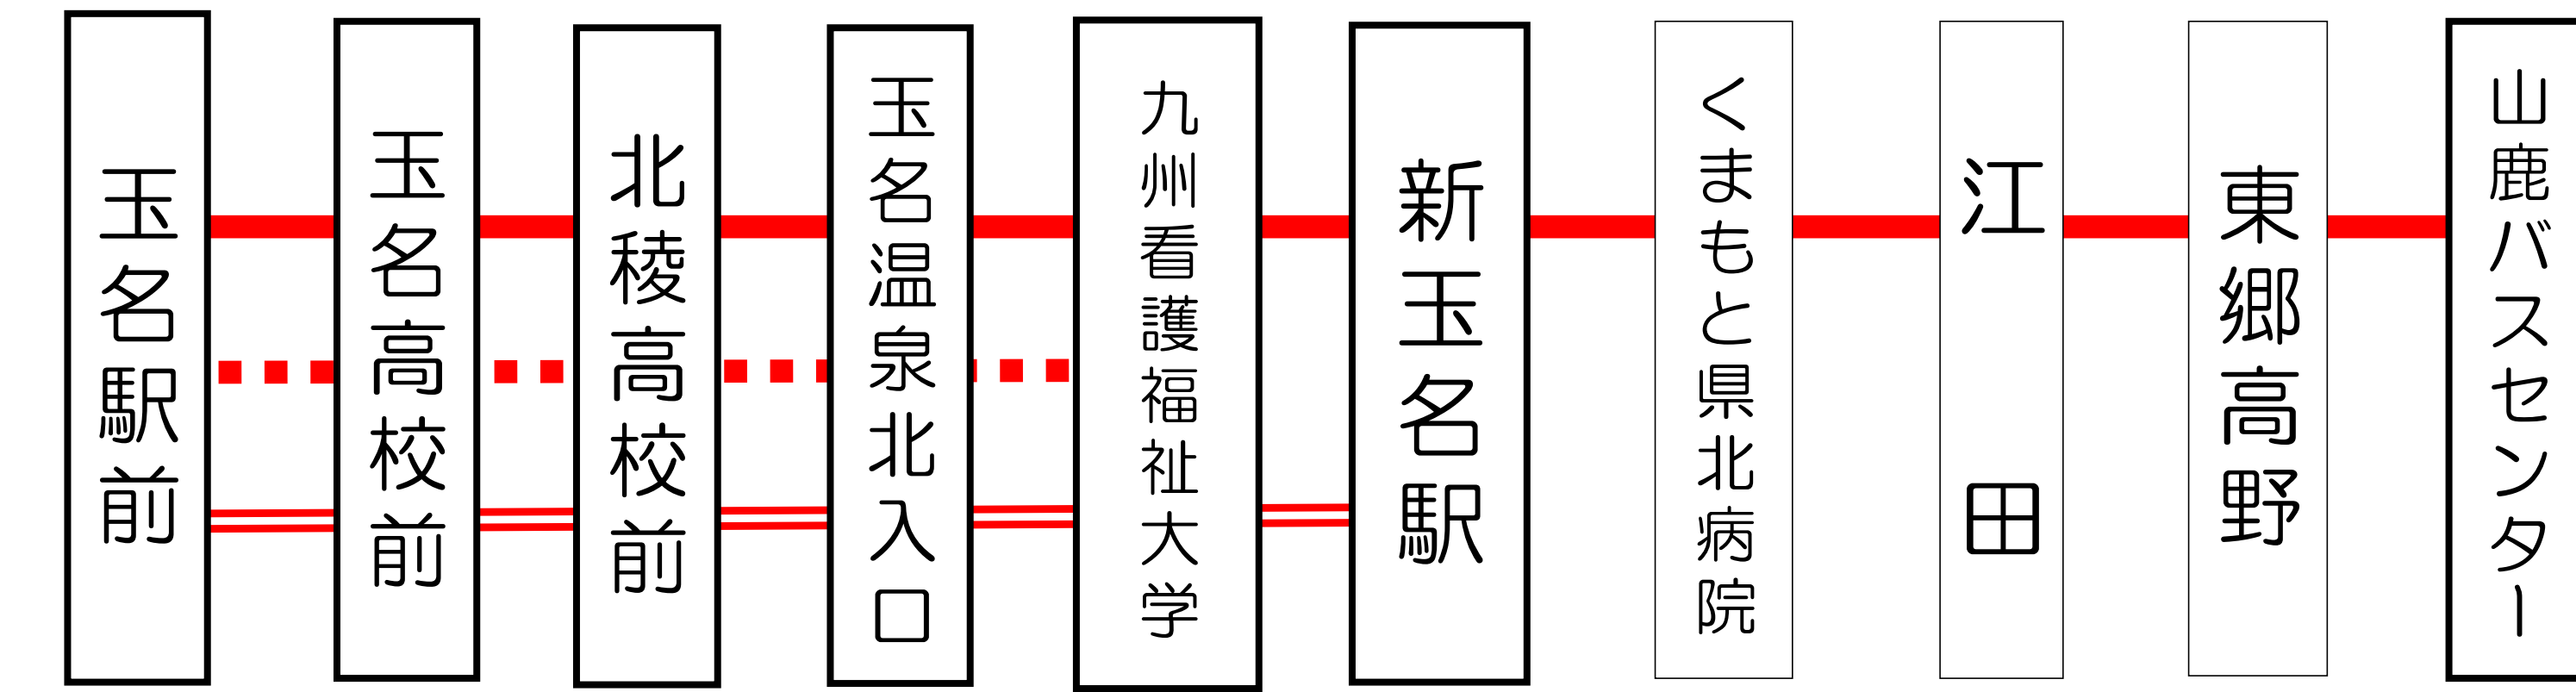 玉名駅前
玉名高校前
北稜高校前
玉名温泉北入口
九州看護福祉大学
新玉名駅
くまもと県北病院
江田
東郷高野
山鹿バスセンター